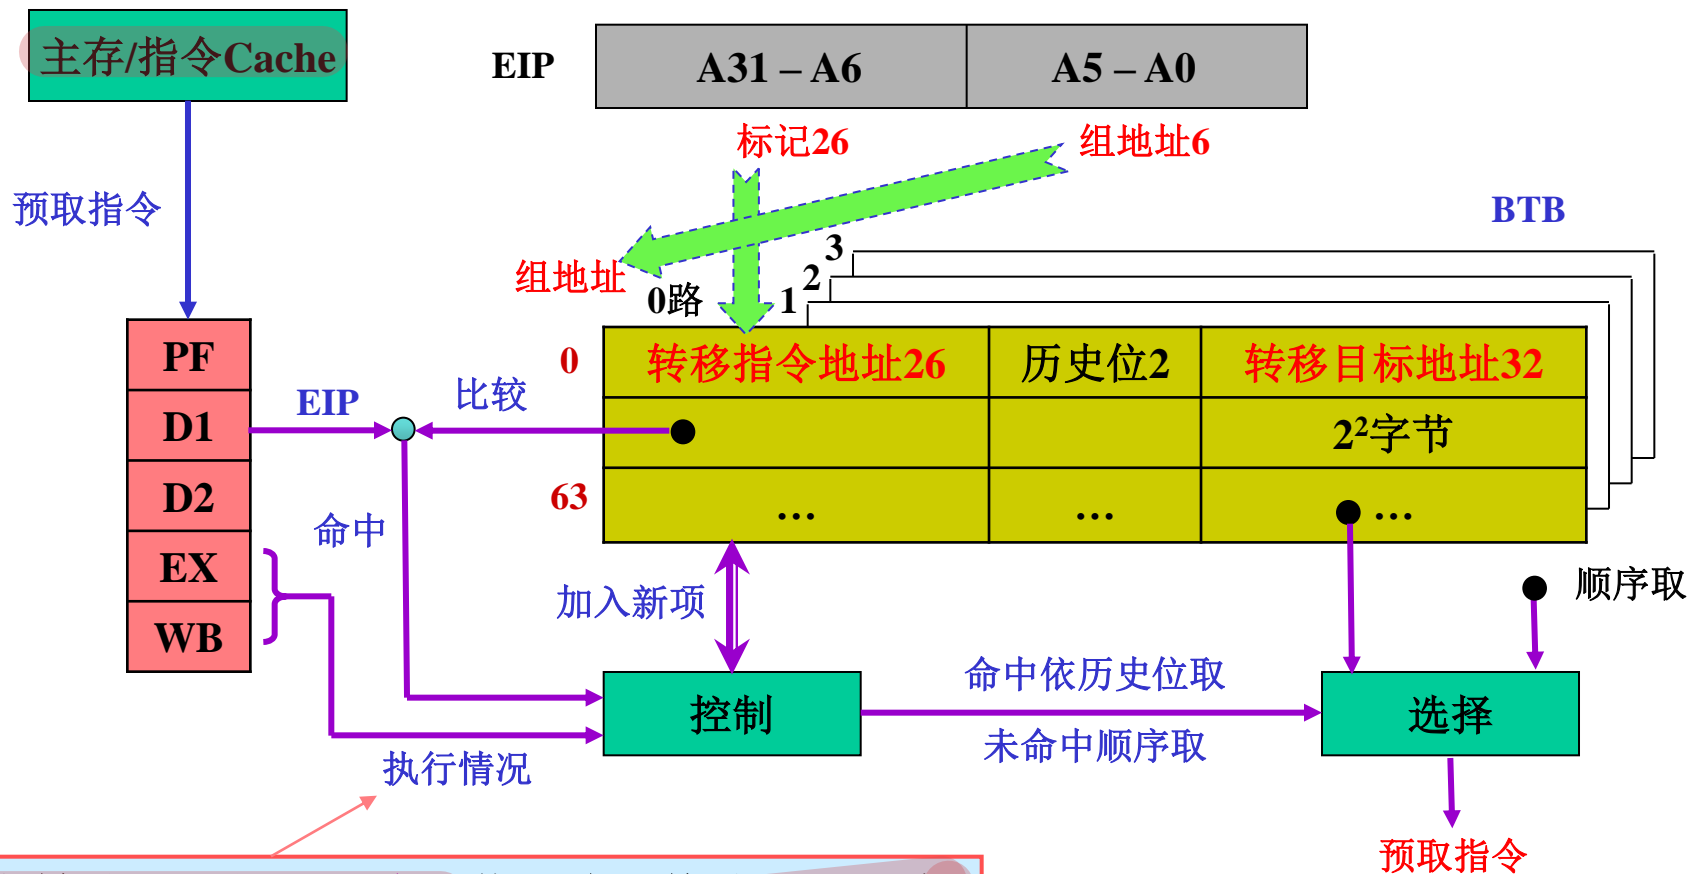 主存/指令Cache
EIP
A31 – A6
A5 – A0
标记26
组地址6
预取指令
BTB
组地址
0路
1
2
3
PF
D1
D2
EX
WB
0
转移指令地址26
历史位2
转移目标地址32
EIP
比较
2²字节
63
…
…
…
命中
加入新项
顺序取
控制
命中依历史位取
未命中顺序取
选择
执行情况
预取指令